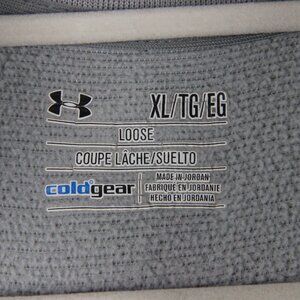 XL/TG/EG
LOOSE
COUPE LÂCHE/SUELTO
coldgear
MADE IN JORDAN
FABRIQUÉ EN JORDANIE
HECHO EN JORDANIA